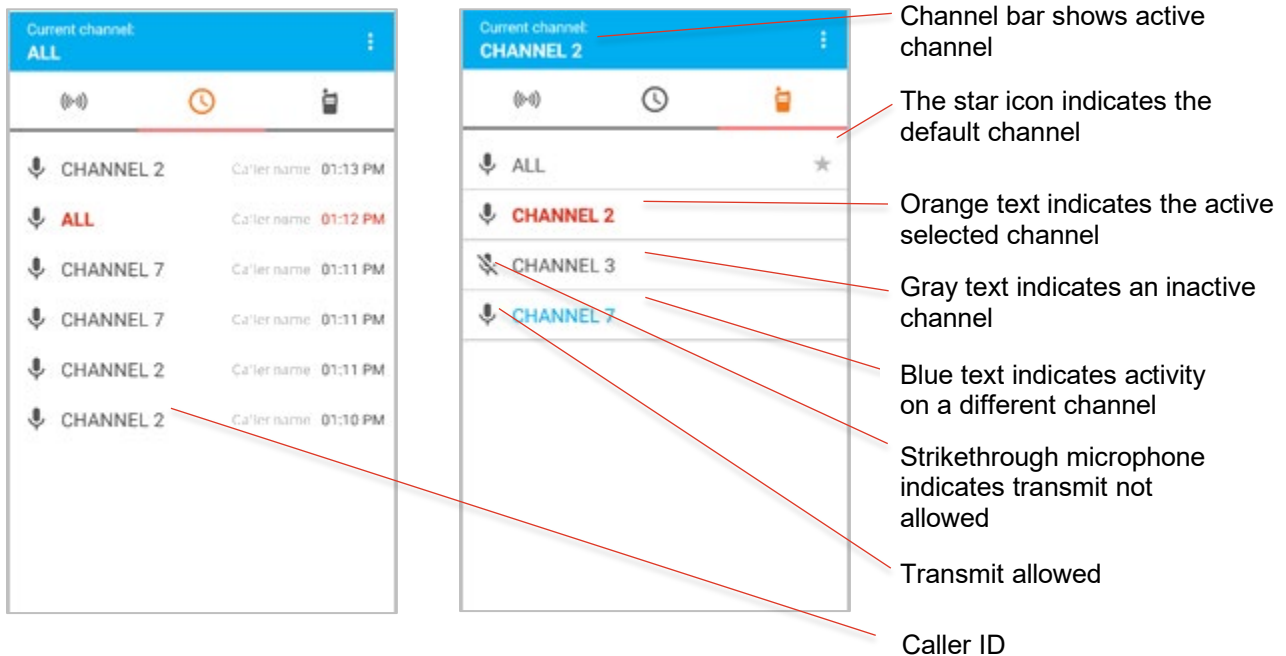 Current channel:
ALL
CHANNEL 2 Caller name 01:13 PM
ALL Caller name 01:12 PM
CHANNEL 7 Caller name 01:11 PM
CHANNEL 7 Caller name 01:11 PM
CHANNEL 2 Caller name 01:11 PM
CHANNEL 2 Caller name 01:10 PM
Current channel:
CHANNEL 2
ALL
CHANNEL 2
CHANNEL 3
CHANNEL 7
Channel bar shows active
channel
The star icon indicates the
default channel
Orange text indicates the active
selected channel
Gray text indicates an inactive
channel
Blue text indicates activity
on a different channel
Strikethrough microphone
indicates transmit not
allowed
Transmit allowed
Caller ID